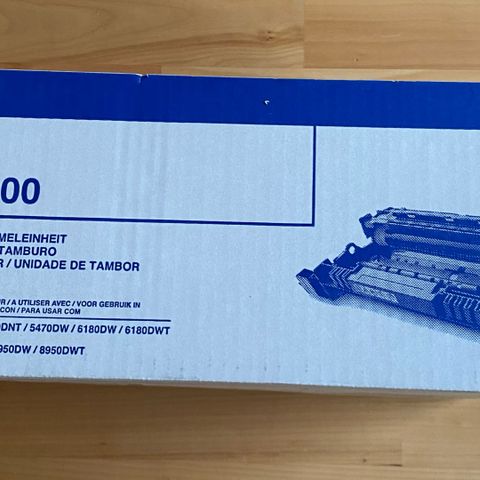 00
MELEINHEIT
TAMBURO
R / UNIDADE DE TAMBOR
R / A UTILISER AVEC / VOOR GEBRUIK IN
CON / PARA USAR COM
DNT / 5470DW / 6180DW / 6180DWT
950DW / 8950DWT